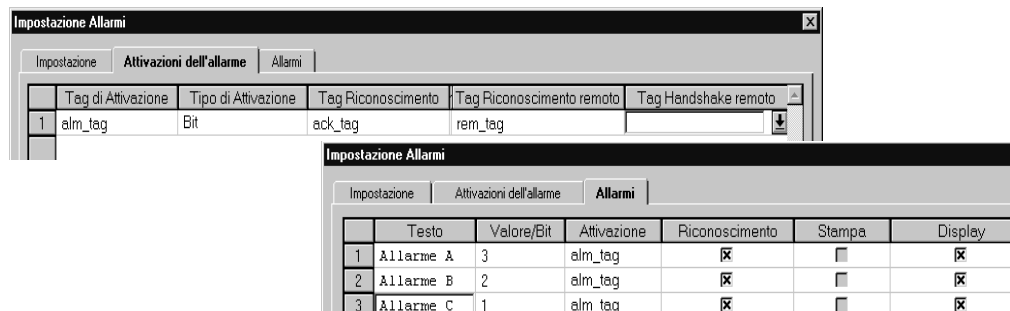 Impostazione Allarmi
Impostazione Attivazioni dell'allarme Allarmi
Tag di Attivazione Tipo di Attivazione Tag Riconoscimento Tag Riconoscimento remoto Tag Handshake remoto
1 alm_tag Bit ack_tag rem_tag
Impostazione Allarmi
Impostazione Attivazioni dell'allarme Allarmi
Testo Valore/Bit Attivazione Riconoscimento Stampa Display
1 Allarme A 3 alm_tag
2 Allarme B 2 alm_tag
3 Allarme C 1 alm_tag